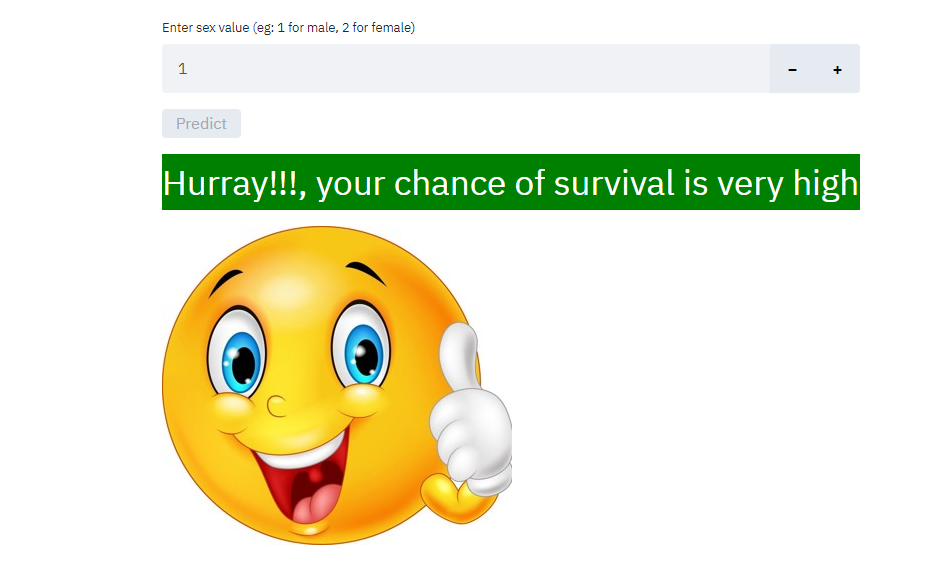 Enter sex value (eg: 1 for male, 2 for female)
1
− +
Predict
Hurray!!!, your chance of survival is very high